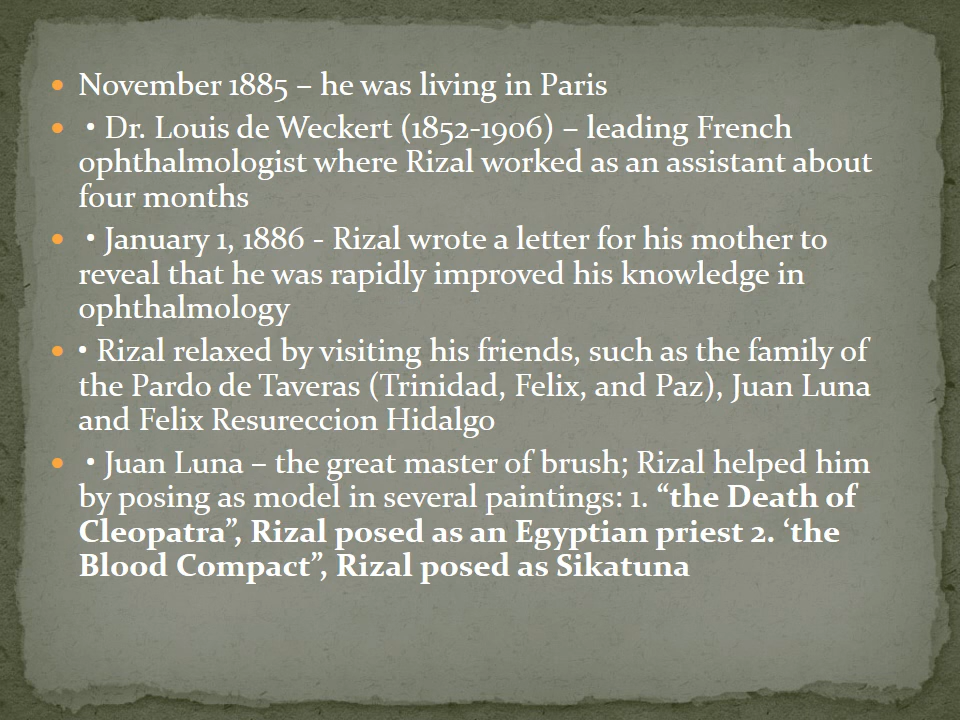 • November 1885 – he was living in Paris
• • Dr. Louis de Weckert (1852-1906) – leading French
ophthalmologist where Rizal worked as an assistant about
four months
• • January 1, 1886 - Rizal wrote a letter for his mother to
reveal that he was rapidly improved his knowledge in
ophthalmology
• • Rizal relaxed by visiting his friends, such as the family of
the Pardo de Taveras (Trinidad, Felix, and Paz), Juan Luna
and Felix Resureccion Hidalgo
• • Juan Luna – the great master of brush; Rizal helped him
by posing as model in several paintings: 1. “the Death of
Cleopatra”, Rizal posed as an Egyptian priest 2. ‘the
Blood Compact”, Rizal posed as Sikatuna